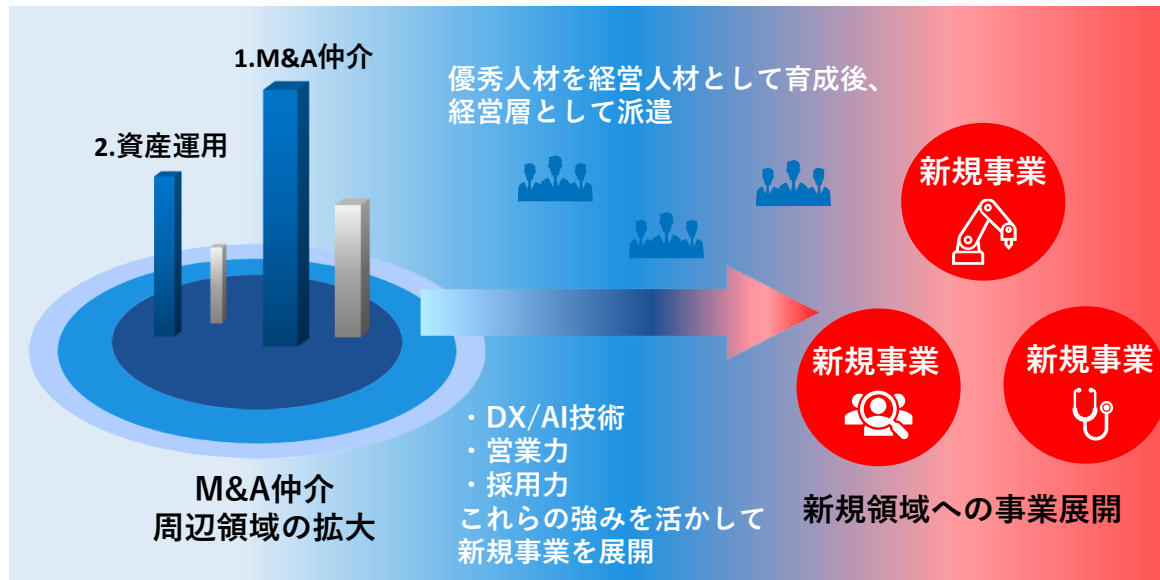 1.M&A仲介
2.資産運用
M&A仲介
周辺領域の拡大
優秀人材を経営人材として育成後、
経営層として派遣
・DX/AI技術
・営業力
・採用力
これらの強みを活かして
新規事業を展開
新規事業
新規事業
新規事業
新規領域への事業展開